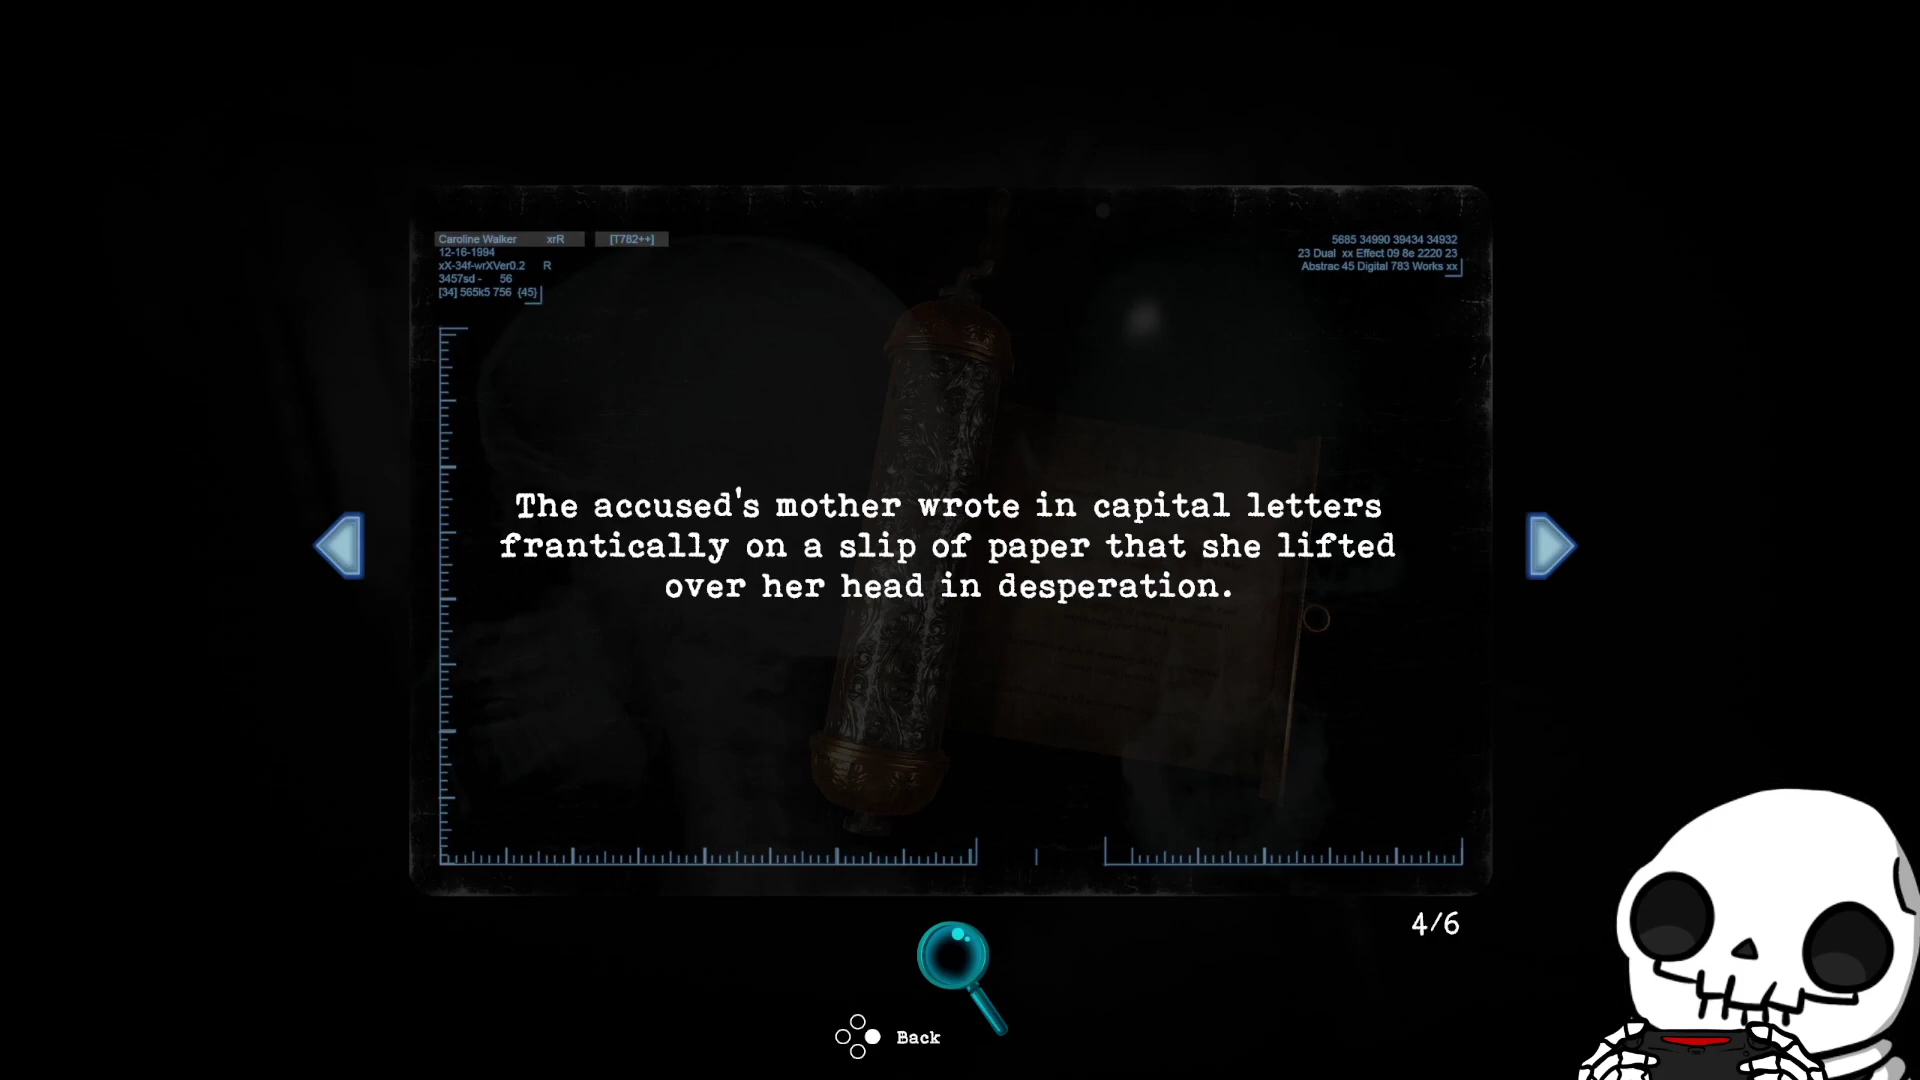 Caroline Walker xrR [T782++]
12-16-1994
xX-34f-wrXVer0.2 R
3457sd - 56
[34] 565k5 756 {45}
5685 34990 39434 34932
23 Dual xx Effect 09 8e 2220 23
Abstrac 45 Digital 783 Works xx
The accused's mother wrote in capital letters
frantically on a slip of paper that she lifted
over her head in desperation.
4/6
Back